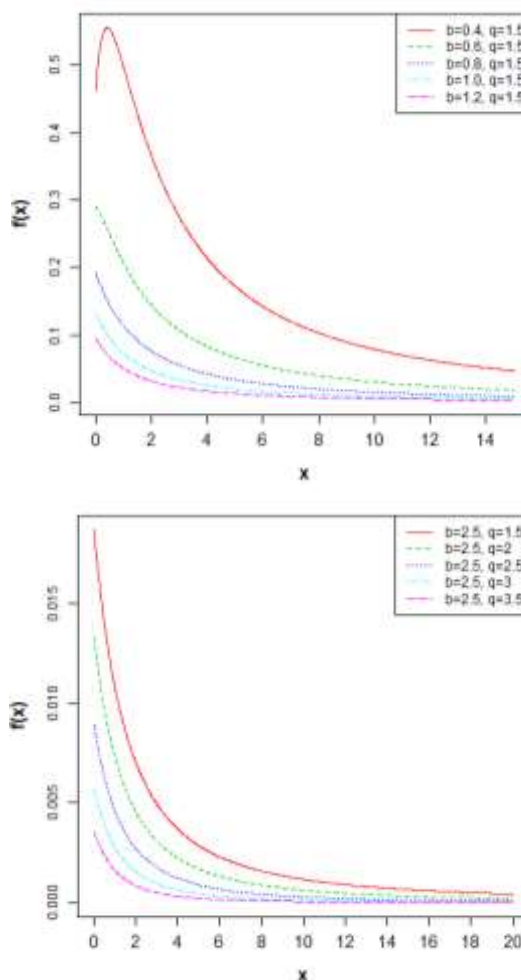 b=0.4, q=1.5
b=0.6, q=1.5
b=0.8, q=1.5
b=1.0, q=1.5
b=1.2, q=1.5
f(x)
0.5
0.4
0.3
0.2
0.1
0.0
0 2 4 6 8 10 12 14
x
b=2.5, q=1.5
b=2.5, q=2
b=2.5, q=2.5
b=2.5, q=3
b=2.5, q=3.5
f(x)
0.015
0.010
0.005
0.000
0 2 4 6 8 10 12 14 16 18 20
x